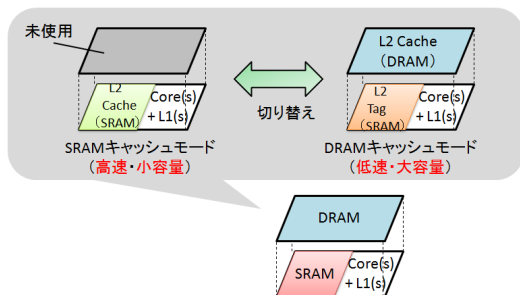 未使用
L2
Cache
(SRAM)
Core(s)
+ L1(s)
SRAMキャッシュモード
(高速・小容量)
切り替え
L2 Cache
(DRAM)
L2
Tag
(SRAM)
Core(s)
+ L1(s)
DRAMキャッシュモード
(低速・大容量)
DRAM
SRAM
Core(s)
+ L1(s)